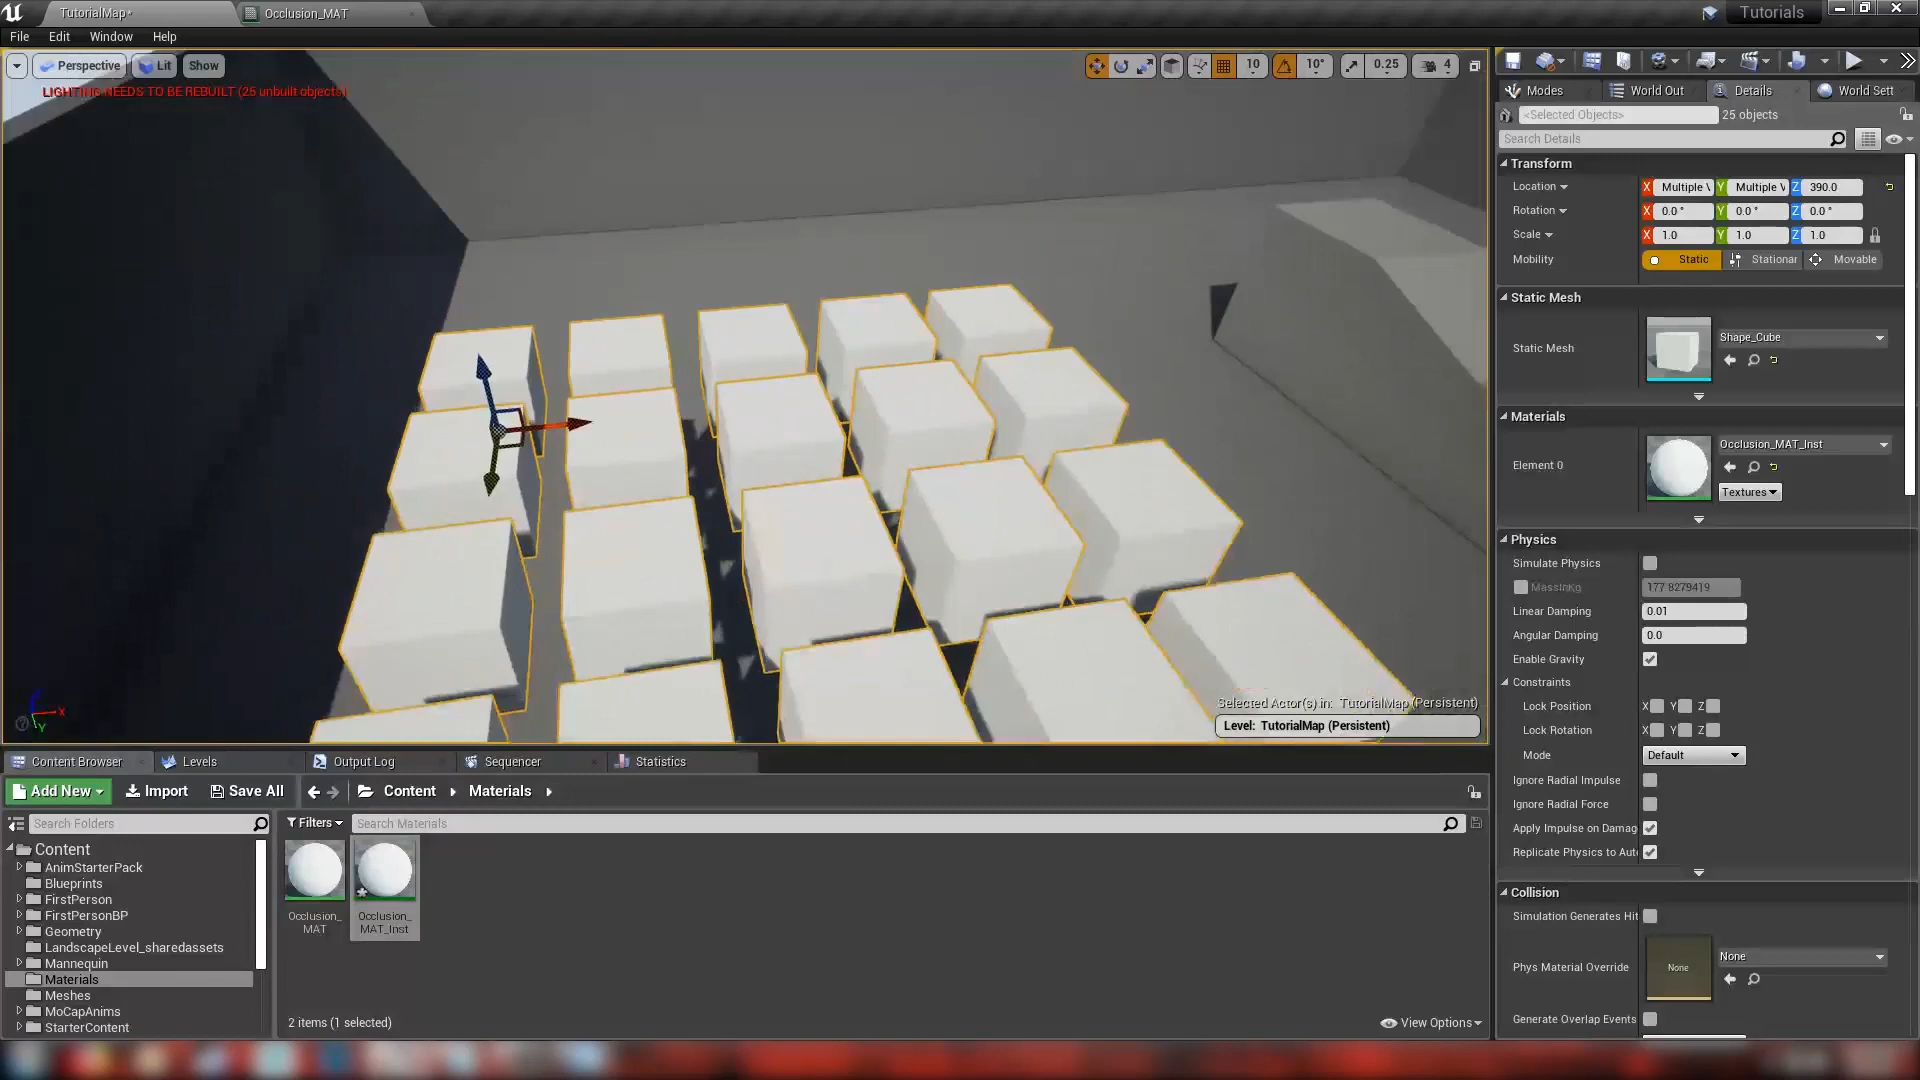 TutorialMap*
Occlusion_MAT
Tutorials
File Edit Window Help
Perspective Lit Show
10 10° 0.25 4
LIGHTING NEEDS TO BE REBUILT (25 unbuilt objects)
Selected Actor(s) in: TutorialMap (Persistent)
Level: TutorialMap (Persistent)
X
Y
Modes World Out Details World Sett
<Selected Objects> 25 objects
Search Details
Transform
Location X Multiple V Y Multiple V Z 390.0
Rotation X 0.0 ° Y 0.0 ° Z 0.0 °
Scale X 1.0 Y 1.0 Z 1.0
Mobility Static Stationar Movable
Static Mesh
Static Mesh Shape_Cube
Materials
Element 0 Occlusion_MAT_Inst
Textures
Physics
Simulate Physics
MassInKg 177.8279419
Linear Damping 0.01
Angular Damping 0.0
Enable Gravity
Constraints
Lock Position X Y Z
Lock Rotation X Y Z
Mode Default
Ignore Radial Impulse
Ignore Radial Force
Apply Impulse on Damag
Replicate Physics to Aut
Collision
Simulation Generates Hit
Phys Material Override None None
Generate Overlap Events
Content Browser Levels Output Log Sequencer Statistics
Add New Import Save All Content Materials
Search Folders
Filters Search Materials
Content
AnimStarterPack
Blueprints
FirstPerson
FirstPersonBP
Geometry
LandscapeLevel_sharedassets
Mannequin
Materials
Meshes
MoCapAnims
StarterContent
Occlusion_
MAT
Occlusion_
MAT_Inst
2 items (1 selected)
View Options